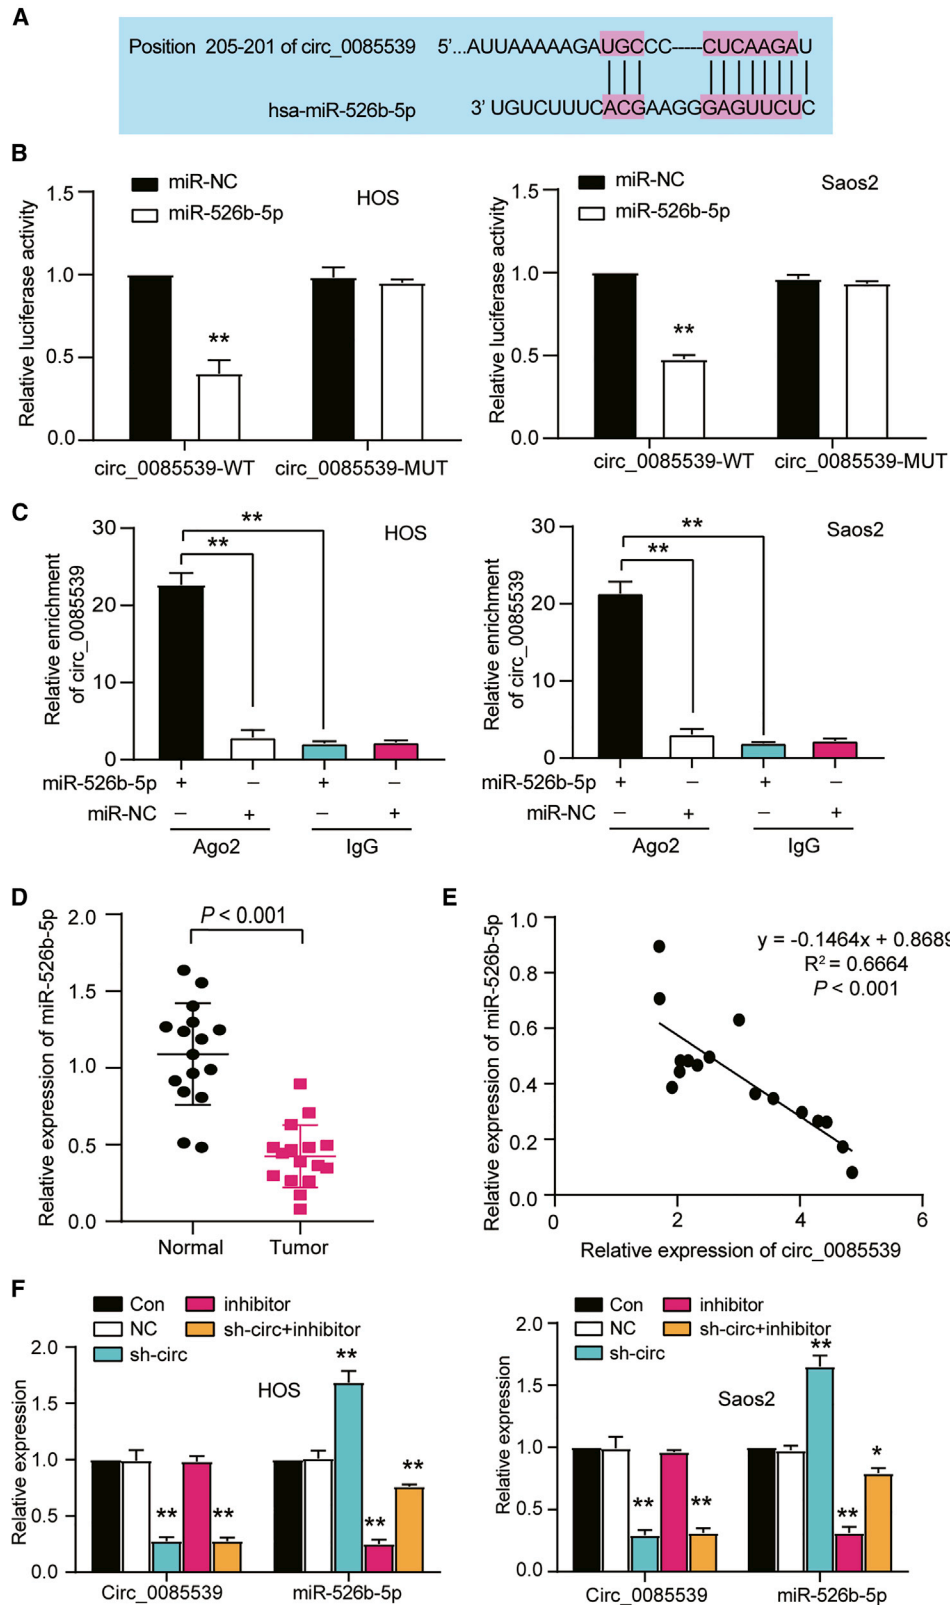 A
Position 205-201 of circ_0085539 5'...AUUAAAAAGAUGCCC-----CUCAAGAU
hsa-miR-526b-5p 3' UGUCUUUCACGAAGGGAGUUCUC
B
miR-NC
miR-526b-5p
HOS
Relative luciferase activity
1.5
1.0
0.5
0.0
**
circ_0085539-WT circ_0085539-MUT
miR-NC
miR-526b-5p
Saos2
Relative luciferase activity
1.5
1.0
0.5
0.0
**
circ_0085539-WT circ_0085539-MUT
C
HOS
Relative enrichment
of circ_0085539
30
20
10
0
**
**
miR-526b-5p + – + –
miR-NC – + – +
Ago2 IgG
Saos2
Relative enrichment
of circ_0085539
30
20
10
0
**
**
miR-526b-5p + – + –
miR-NC – + – +
Ago2 IgG
D
Relative expression of miR-526b-5p
2.0
1.5
1.0
0.5
0.0
P < 0.001
Normal Tumor
E
Relative expression of miR-526b-5p
1.0
0.8
0.6
0.4
0.2
0.0
y = -0.1464x + 0.8689
R² = 0.6664
P < 0.001
0 2 4 6
Relative expression of circ_0085539
F
Con
NC
sh-circ
inhibitor
sh-circ+inhibitor
HOS
Relative expression
2.0
1.5
1.0
0.5
0.0
** ** ** ** **
Circ_0085539 miR-526b-5p
Con
NC
sh-circ
inhibitor
sh-circ+inhibitor
Saos2
Relative expression
2.0
1.5
1.0
0.5
0.0
** ** ** ** *
Circ_0085539 miR-526b-5p